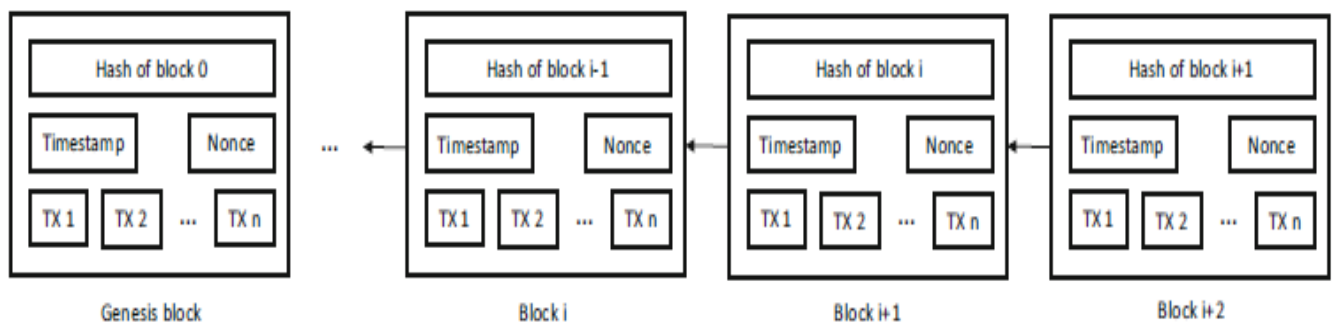 Hash of block 0
Timestamp
Nonce
TX 1
TX 2
...
TX n
Genesis block
...
Hash of block i-1
Timestamp
Nonce
TX 1
TX 2
...
TX n
Block i
Hash of block i
Timestamp
Nonce
TX 1
TX 2
...
TX n
Block i+1
Hash of block i+1
Timestamp
Nonce
TX 1
TX 2
...
TX n
Block i+2